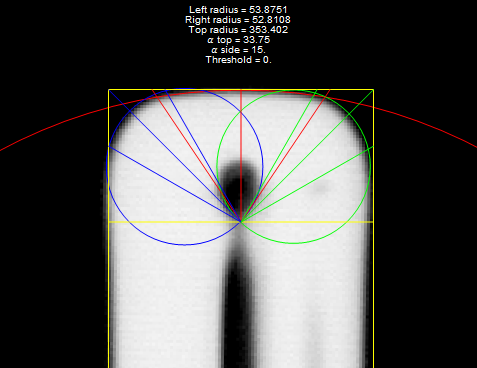 Left radius = 53.8751
Right radius = 52.8108
Top radius = 353.402
α top = 33.75
α side = 15.
Threshold = 0.